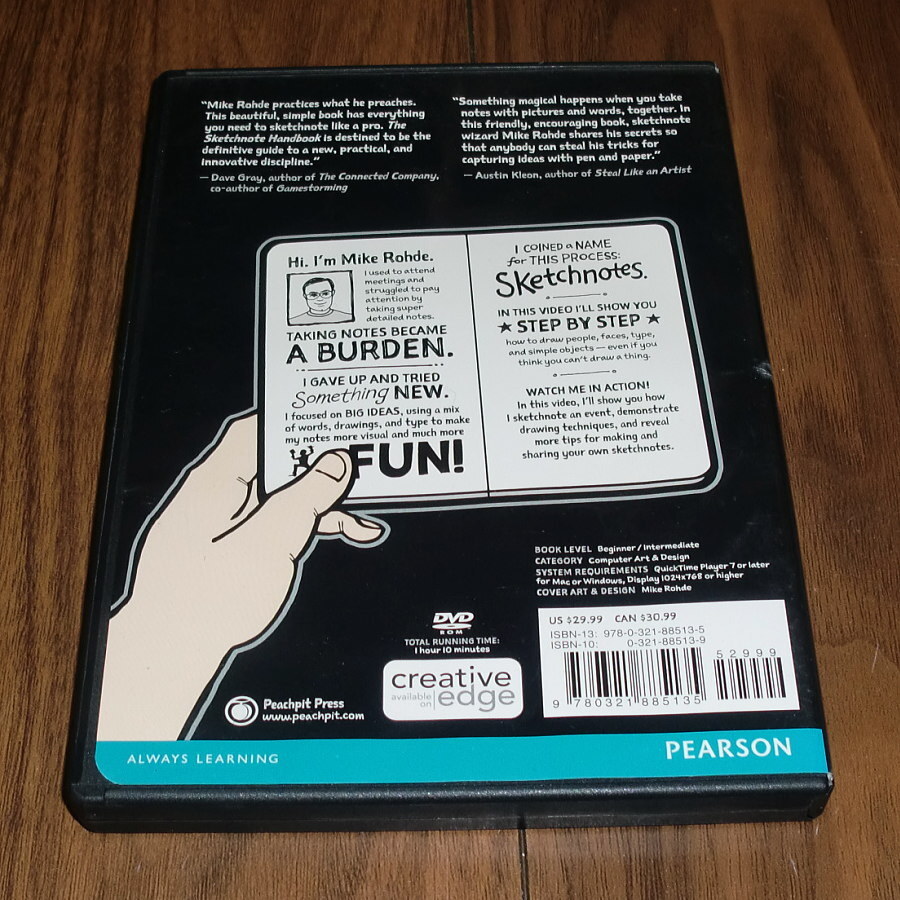 “Mike Rohde practices what he preaches.
This beautiful, simple book has everything
you need to sketchnote like a pro. The
Sketchnote Handbook is destined to be the
definitive guide to a new, practical, and
innovative discipline.”
— Dave Gray, author of The Connected Company,
co-author of Gamestorming
“Something magical happens when you take
notes with pictures and words, together. In
this friendly, encouraging book, sketchnote
wizard Mike Rohde shares his secrets so
that anybody can steal his tricks for
capturing ideas with pen and paper.”
— Austin Kleon, author of Steal Like an Artist
Hi. I'm Mike Rohde.
I used to attend
meetings and
struggled to pay
attention by
taking super
detailed notes.
TAKING NOTES BECAME
A BURDEN.
I GAVE UP AND TRIED
Something NEW.
I focused on BIG IDEAS, using a mix
of words, drawings, and type to make
my notes more visual and much more
FUN!
I COINED a NAME
for THIS PROCESS:
Sketchnotes.
IN THIS VIDEO I'LL SHOW YOU
★ STEP BY STEP ★
how to draw people, faces, type,
and simple objects — even if you
think you can't draw a thing.
WATCH ME IN ACTION!
In this video, I'll show you how
I sketchnote an event, demonstrate
drawing techniques, and reveal
more tips for making and
sharing your own sketchnotes.
BOOK LEVEL Beginner / Intermediate
CATEGORY Computer Art & Design
SYSTEM REQUIREMENTS QuickTime Player 7 or later
for Mac or Windows, Display 1024x768 or higher
COVER ART & DESIGN Mike Rohde
DVD
ROM
TOTAL RUNNING TIME:
1 hour 10 minutes
creative
available on edge
US $29.99 CAN $30.99
ISBN-13: 978-0-321-88513-5
ISBN-10: 0-321-88513-9
5 2 9 9 9
9 780321 885135
Peachpit Press
www.peachpit.com
ALWAYS LEARNING
PEARSON